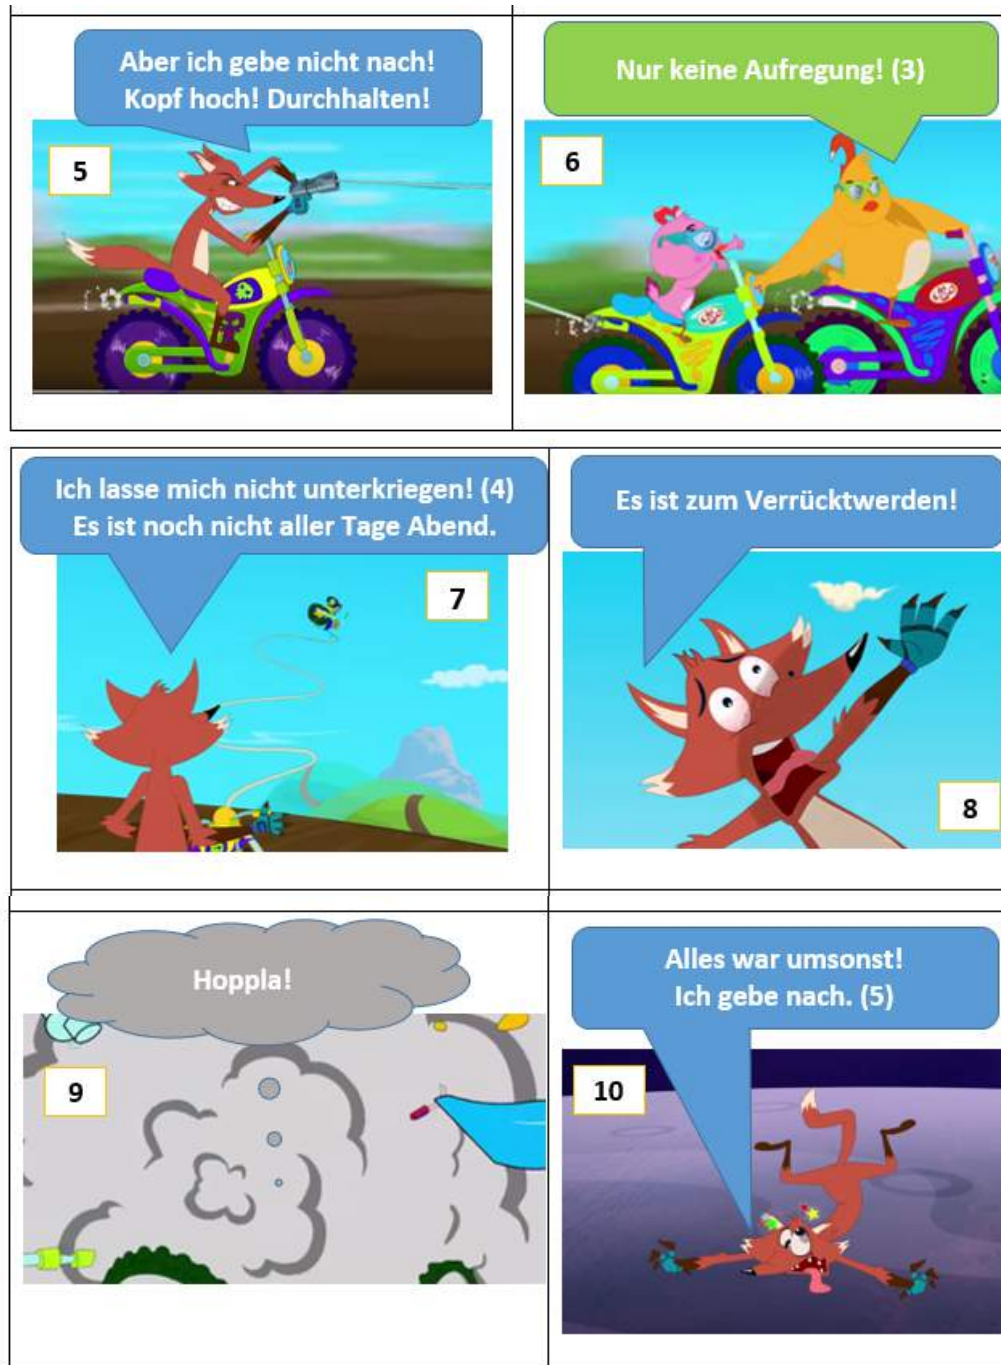 Aber ich gebe nicht nach!
Kopf hoch! Durchhalten!
5
Nur keine Aufregung! (3)
6
Ich lasse mich nicht unterkriegen! (4)
Es ist noch nicht aller Tage Abend.
7
Es ist zum Verrücktwerden!
8
Hoppla!
9
Alles war umsonst!
Ich gebe nach. (5)
10